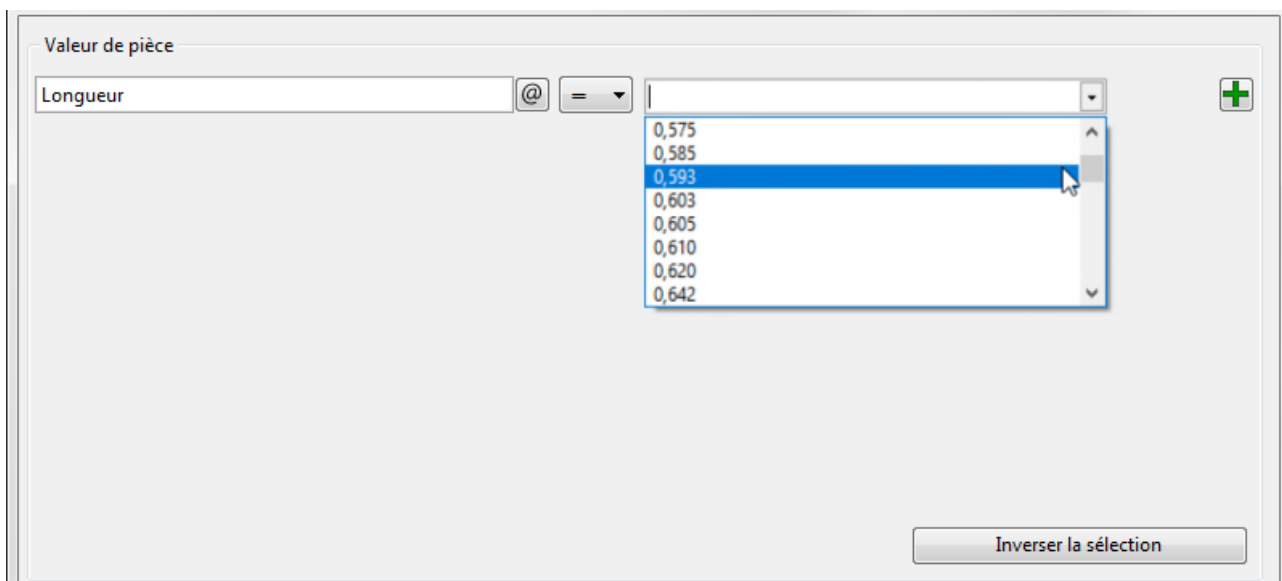 Valeur de pièce
Longueur @ =
0,575
0,585
0,593
0,603
0,605
0,610
0,620
0,642
Inverser la sélection